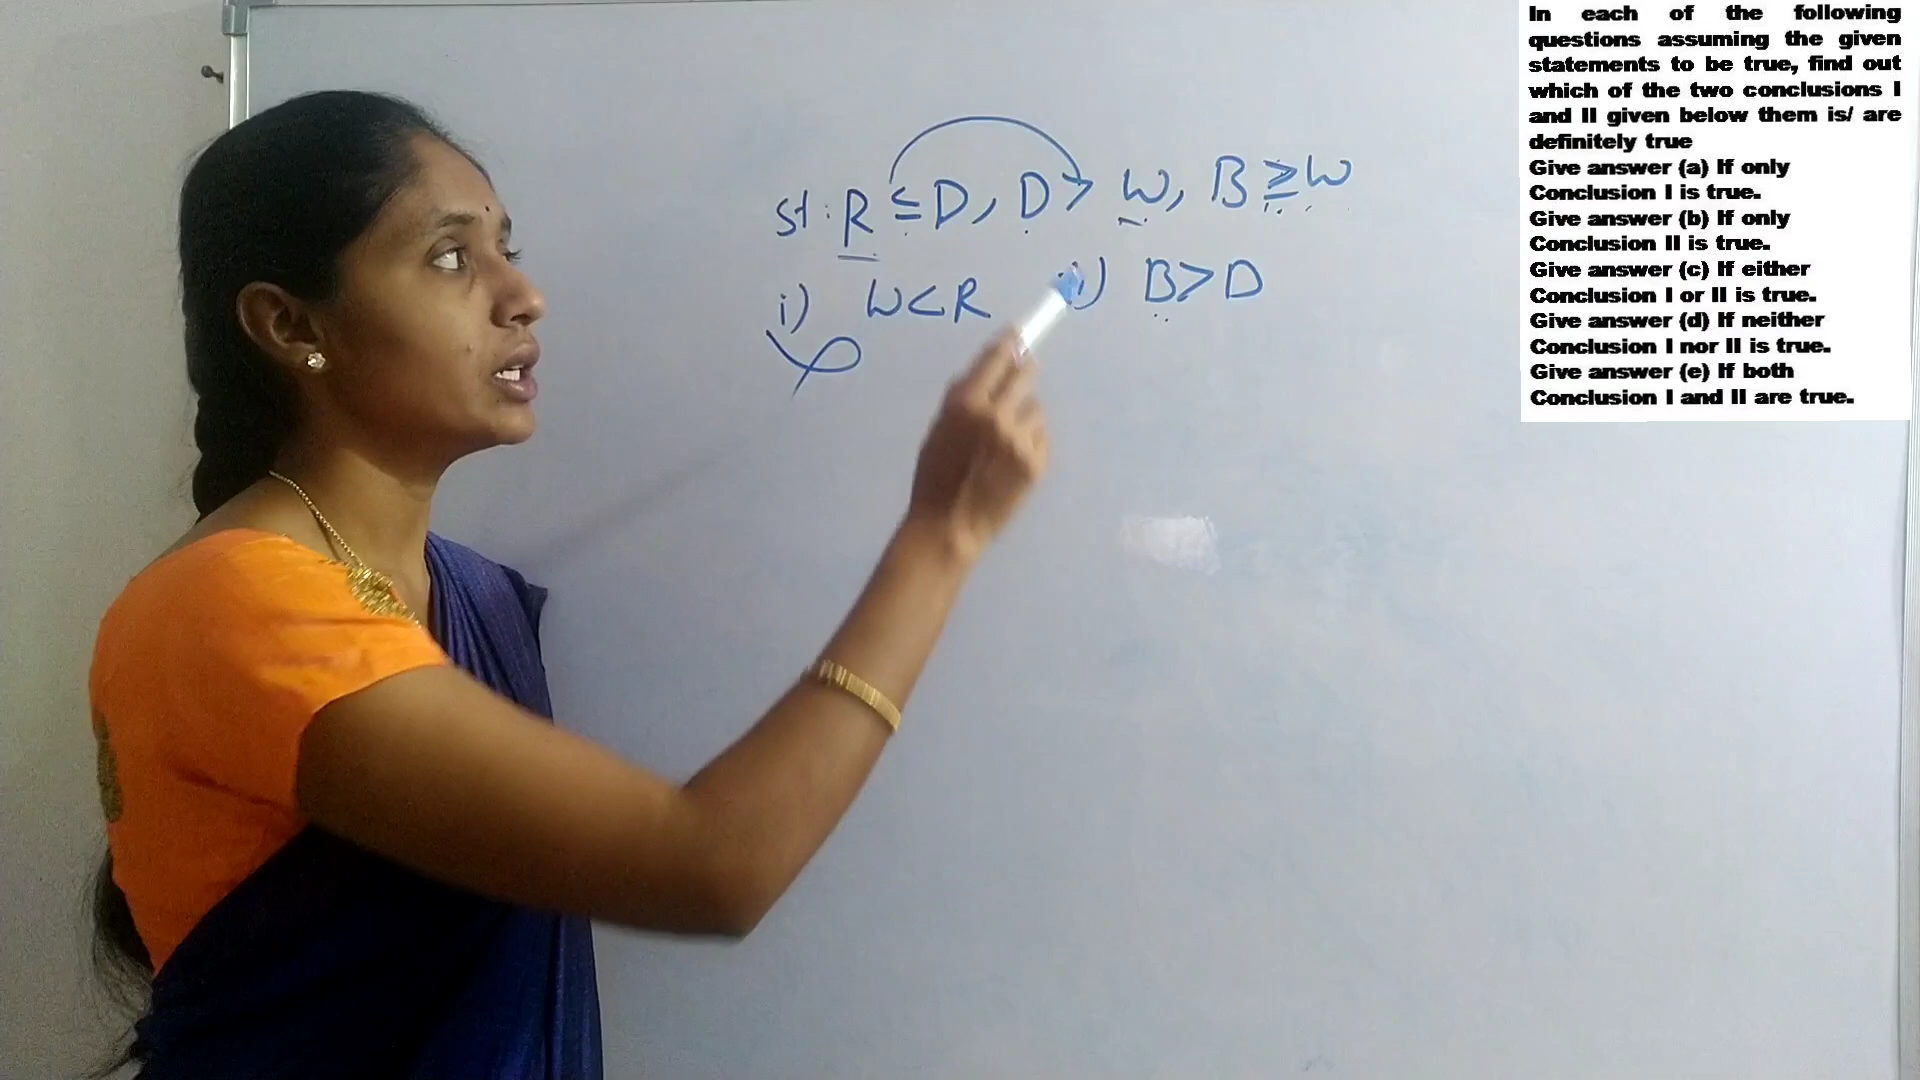 st: R ≤ D, D > W, B ≥ W
i) W < R ii) B > D
In each of the following
questions assuming the given
statements to be true, find out
which of the two conclusions I
and II given below them is/ are
definitely true
Give answer (a) If only
Conclusion I is true.
Give answer (b) If only
Conclusion II is true.
Give answer (c) If either
Conclusion I or II is true.
Give answer (d) If neither
Conclusion I nor II is true.
Give answer (e) If both
Conclusion I and II are true.